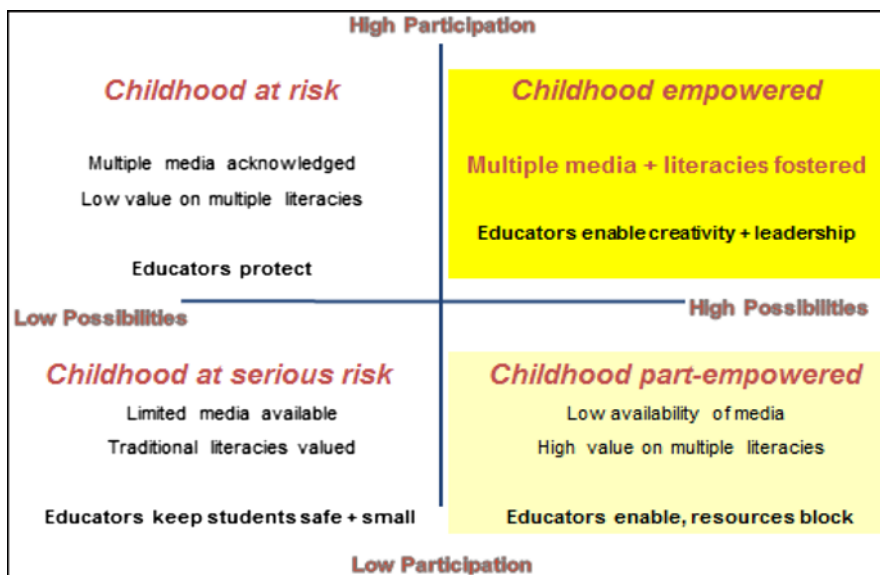 High Participation
Childhood at risk
Multiple media acknowledged
Low value on multiple literacies
Educators protect
Childhood empowered
Multiple media + literacies fostered
Educators enable creativity + leadership
Low Possibilities
High Possibilities
Childhood at serious risk
Limited media available
Traditional literacies valued
Educators keep students safe + small
Childhood part-empowered
Low availability of media
High value on multiple literacies
Educators enable, resources block
Low Participation